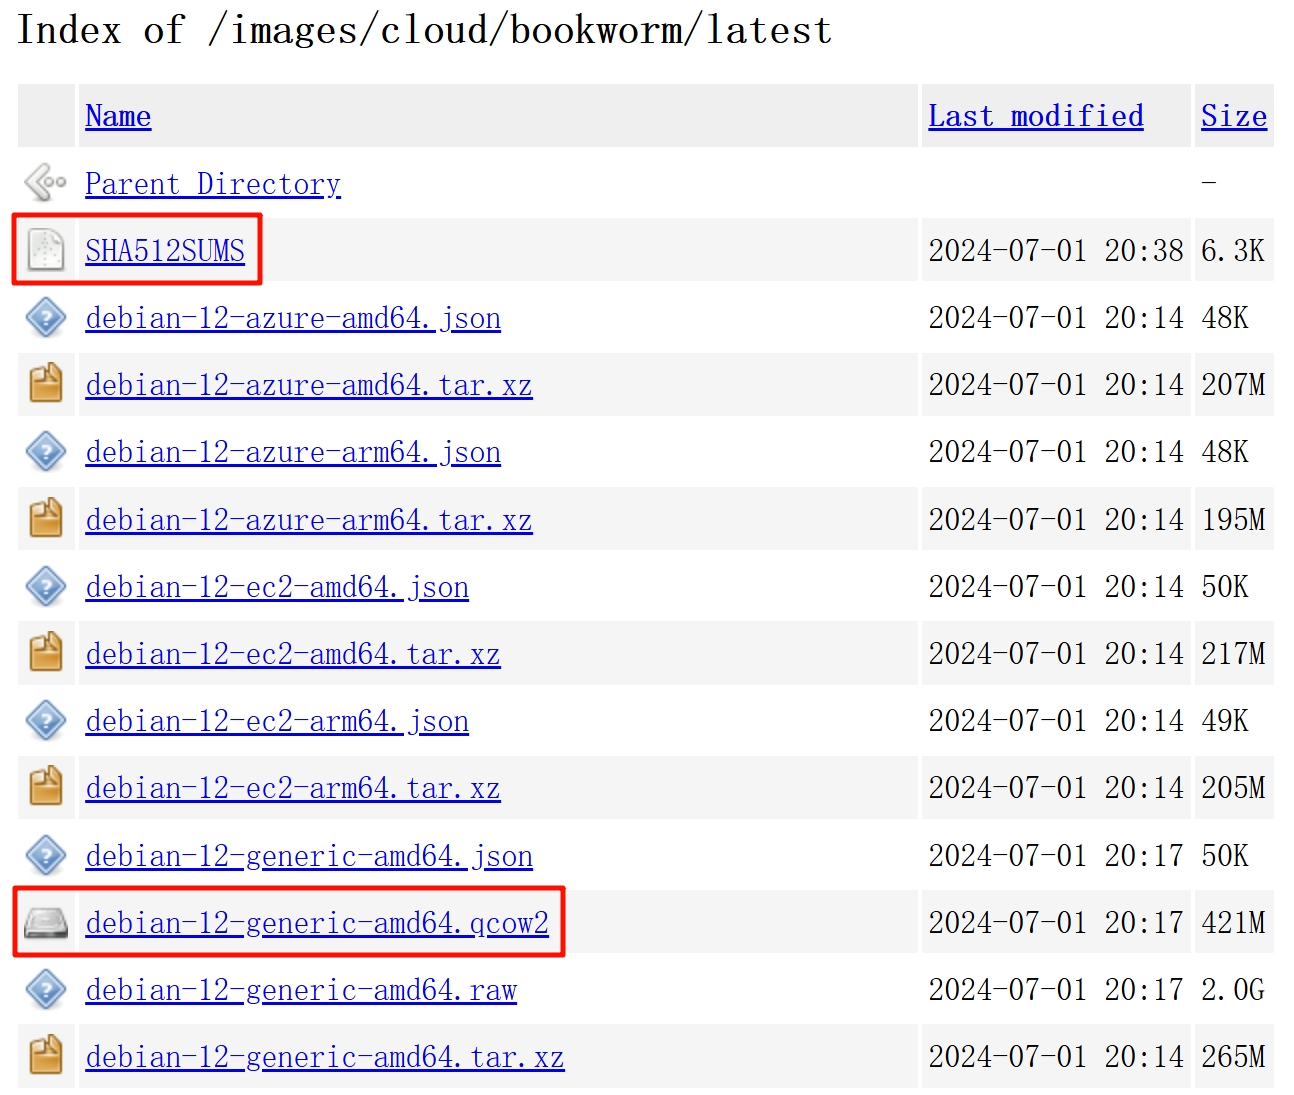 Index of /images/cloud/bookworm/latest
Name Last modified Size
Parent Directory -
SHA512SUMS 2024-07-01 20:38 6.3K
debian-12-azure-amd64.json 2024-07-01 20:14 48K
debian-12-azure-amd64.tar.xz 2024-07-01 20:14 207M
debian-12-azure-arm64.json 2024-07-01 20:14 48K
debian-12-azure-arm64.tar.xz 2024-07-01 20:14 195M
debian-12-ec2-amd64.json 2024-07-01 20:14 50K
debian-12-ec2-amd64.tar.xz 2024-07-01 20:14 217M
debian-12-ec2-arm64.json 2024-07-01 20:14 49K
debian-12-ec2-arm64.tar.xz 2024-07-01 20:14 205M
debian-12-generic-amd64.json 2024-07-01 20:17 50K
debian-12-generic-amd64.qcow2 2024-07-01 20:17 421M
debian-12-generic-amd64.raw 2024-07-01 20:17 2.0G
debian-12-generic-amd64.tar.xz 2024-07-01 20:14 265M